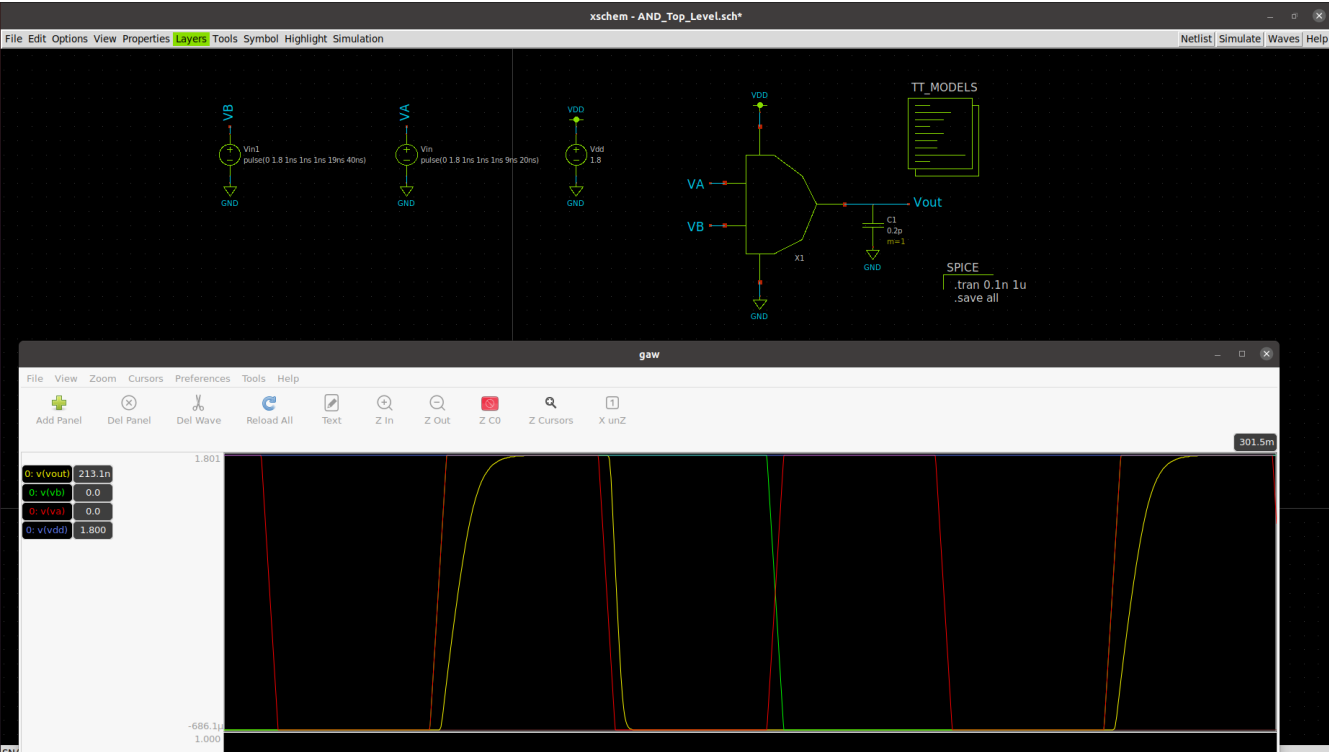 xschem - AND_Top_Level.sch*
File Edit Options View Properties Layers Tools Symbol Highlight Simulation Netlist Simulate Waves Help
VB
Vin1
pulse(0 1.8 1ns 1ns 1ns 19ns 40ns)
GND
VA
Vin
pulse(0 1.8 1ns 1ns 1ns 9ns 20ns)
GND
VDD
Vdd
1.8
GND
VDD
VA
VB
X1
GND
Vout
C1
0.2p
m=1
GND
TT_MODELS
SPICE
.tran 0.1n 1u
.save all
gaw
File View Zoom Cursors Preferences Tools Help
Add Panel Del Panel Del Wave Reload All Text Z In Z Out Z C0 Z Cursors X unZ
301.5m
1.801
0: v(vout) 213.1n
0: v(vb) 0.0
0: v(va) 0.0
0: v(vdd) 1.800
-686.1µ
1.000